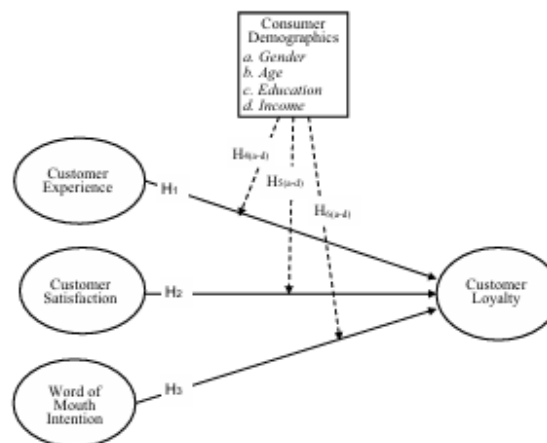 Consumer
Demographics
a. Gender
b. Age
c. Education
d. Income
H4(a-d)
H5(a-d)
H6(a-d)
Customer
Experience
H1
Customer
Satisfaction
H2
Customer
Loyalty
Word of
Mouth
Intention
H3